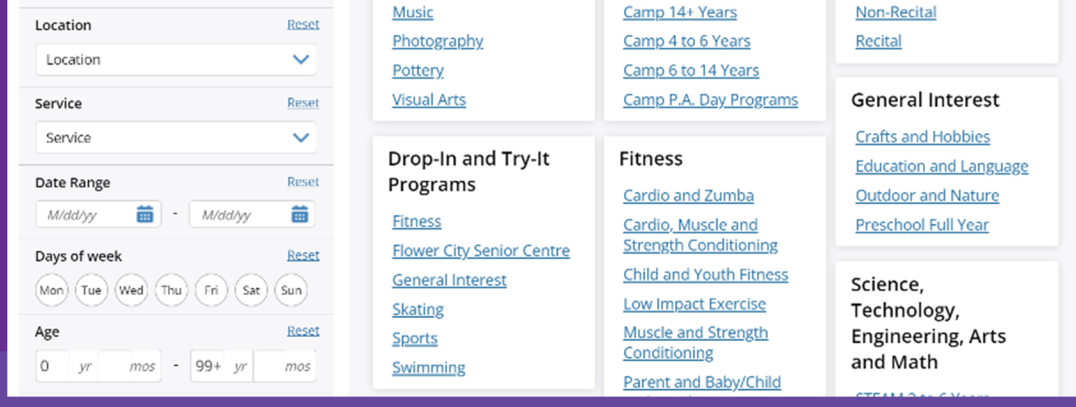 Location Reset
Location
Service Reset
Service
Date Range Reset
M/dd/yy - M/dd/yy
Days of week Reset
Mon Tue Wed Thu Fri Sat Sun
Age Reset
0 yr mos - 99+ yr mos
Music
Photography
Pottery
Visual Arts
Drop-In and Try-It
Programs
Fitness
Flower City Senior Centre
General Interest
Skating
Sports
Swimming
Camp 14+ Years
Camp 4 to 6 Years
Camp 6 to 14 Years
Camp P.A. Day Programs
Fitness
Cardio and Zumba
Cardio, Muscle and
Strength Conditioning
Child and Youth Fitness
Low Impact Exercise
Muscle and Strength
Conditioning
Parent and Baby/Child
Non-Recital
Recital
General Interest
Crafts and Hobbies
Education and Language
Outdoor and Nature
Preschool Full Year
Science,
Technology,
Engineering, Arts
and Math